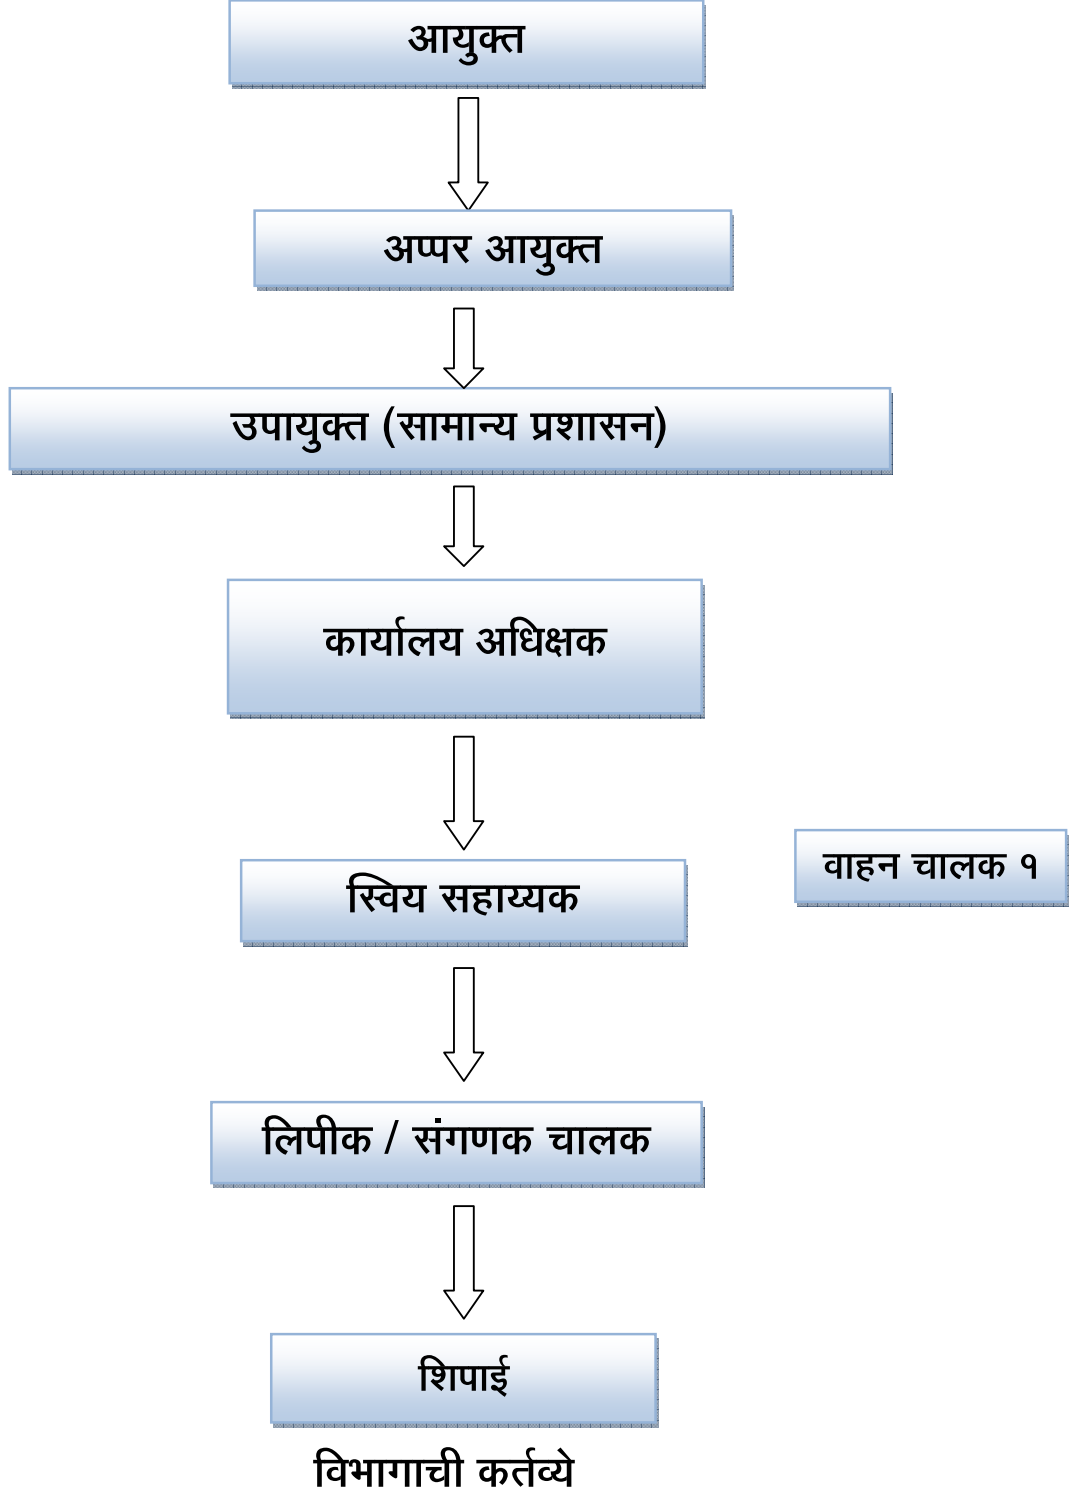 आयुक्त
अप्पर आयुक्त
उपायुक्त (सामान्य प्रशासन)
कार्यालय अधिक्षक
वाहन चालक १
स्विय सहाय्यक
लिपीक / संगणक चालक
शिपाई
विभागाची कर्तव्ये